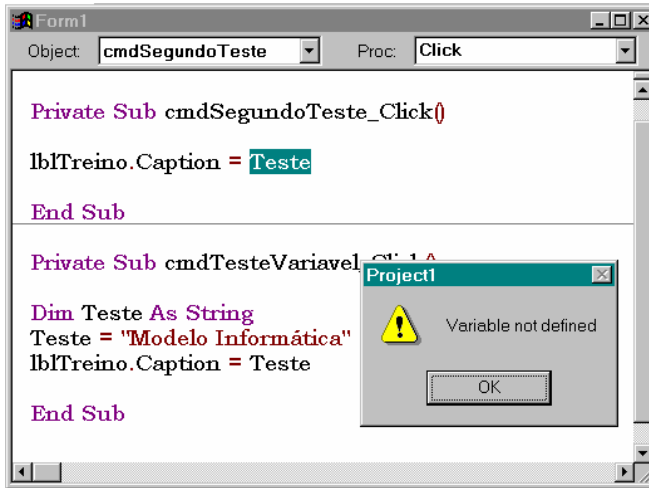 Form1
Object: cmdSegundoTeste Proc: Click
Private Sub cmdSegundoTeste_Click()
lblTreino.Caption = Teste
End Sub
Private Sub cmdTesteVariavel_Click()
Project1
Variable not defined
OK
Dim Teste As String
Teste = "Modelo Informática"
lblTreino.Caption = Teste
End Sub